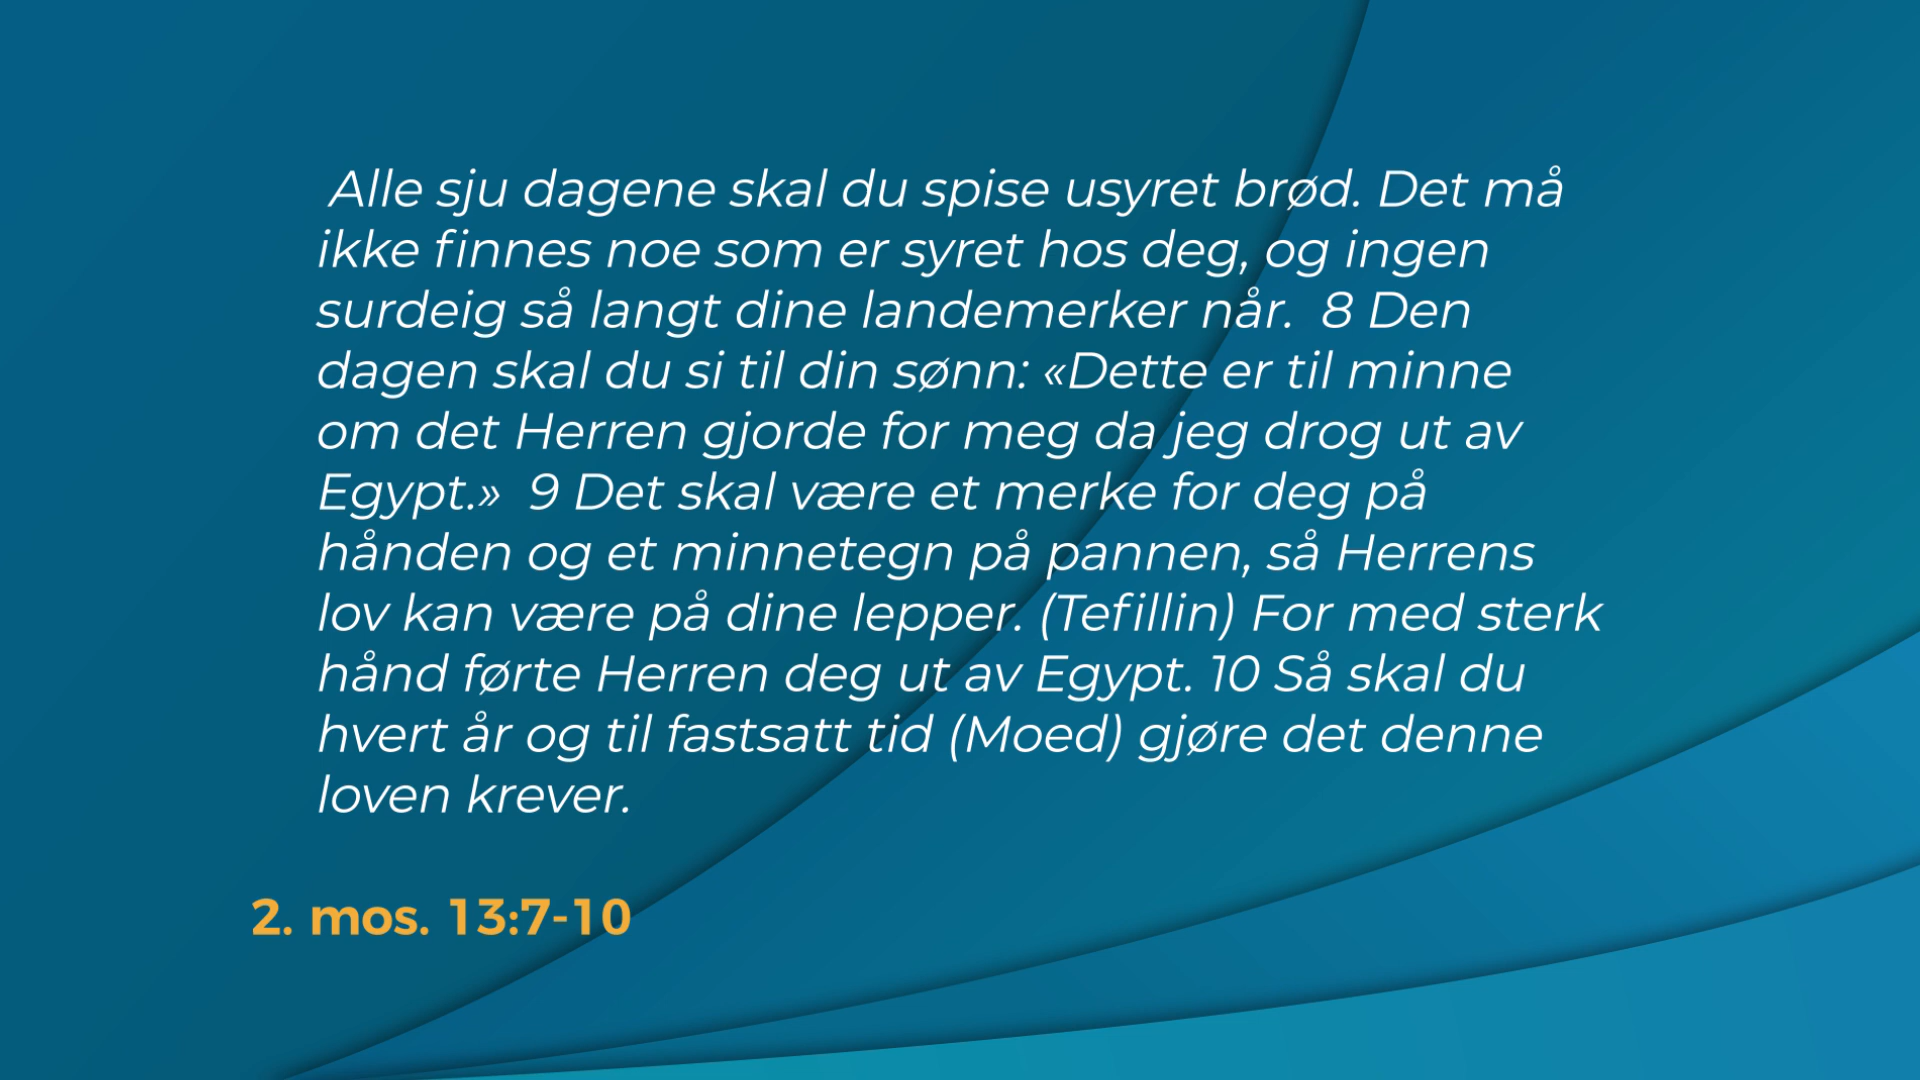 Alle sju dagene skal du spise usyret brød. Det må
ikke finnes noe som er syret hos deg, og ingen
surdeig så langt dine landemerker når.  8 Den
dagen skal du si til din sønn: «Dette er til minne
om det Herren gjorde for meg da jeg drog ut av
Egypt.»  9 Det skal være et merke for deg på
hånden og et minnetegn på pannen, så Herrens
lov kan være på dine lepper. (Tefillin) For med sterk
hånd førte Herren deg ut av Egypt. 10 Så skal du
hvert år og til fastsatt tid (Moed) gjøre det denne
loven krever.
2. mos. 13:7-10